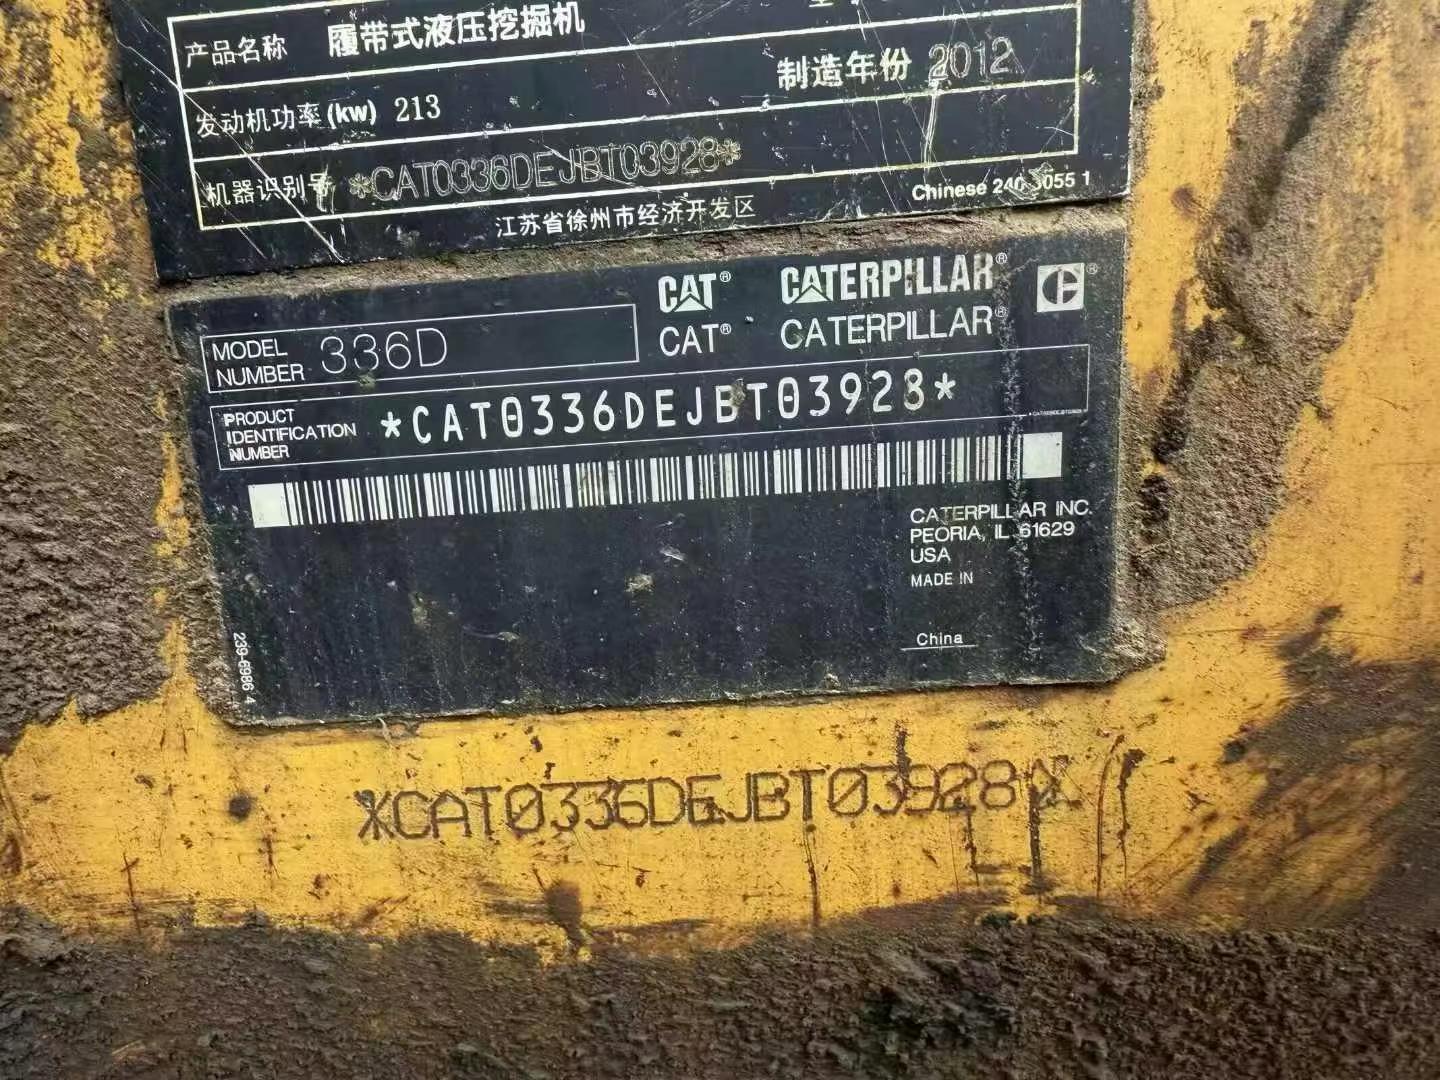 产品名称 履带式液压挖掘机
制造年份 2012
发动机功率(kw) 213
机器识别号 *CAT0336DEJBT03928*
江苏省徐州市经济开发区
Chinese
CAT® CATERPILLAR® ®
CAT® CATERPILLAR®
MODEL NUMBER 336D
PRODUCT IDENTIFICATION NUMBER *CAT0336DEJBT03928*
CATERPILLAR INC.
PEORIA, IL 61629
USA
MADE IN
China
239-6986 4
*CAT0336DEJBT03928*